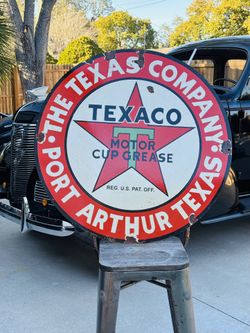 THE TEXAS COMPANY
TEXACO
T
MOTOR
CUP GREASE
REG. U.S. PAT. OFF.
PORT ARTHUR TEXAS